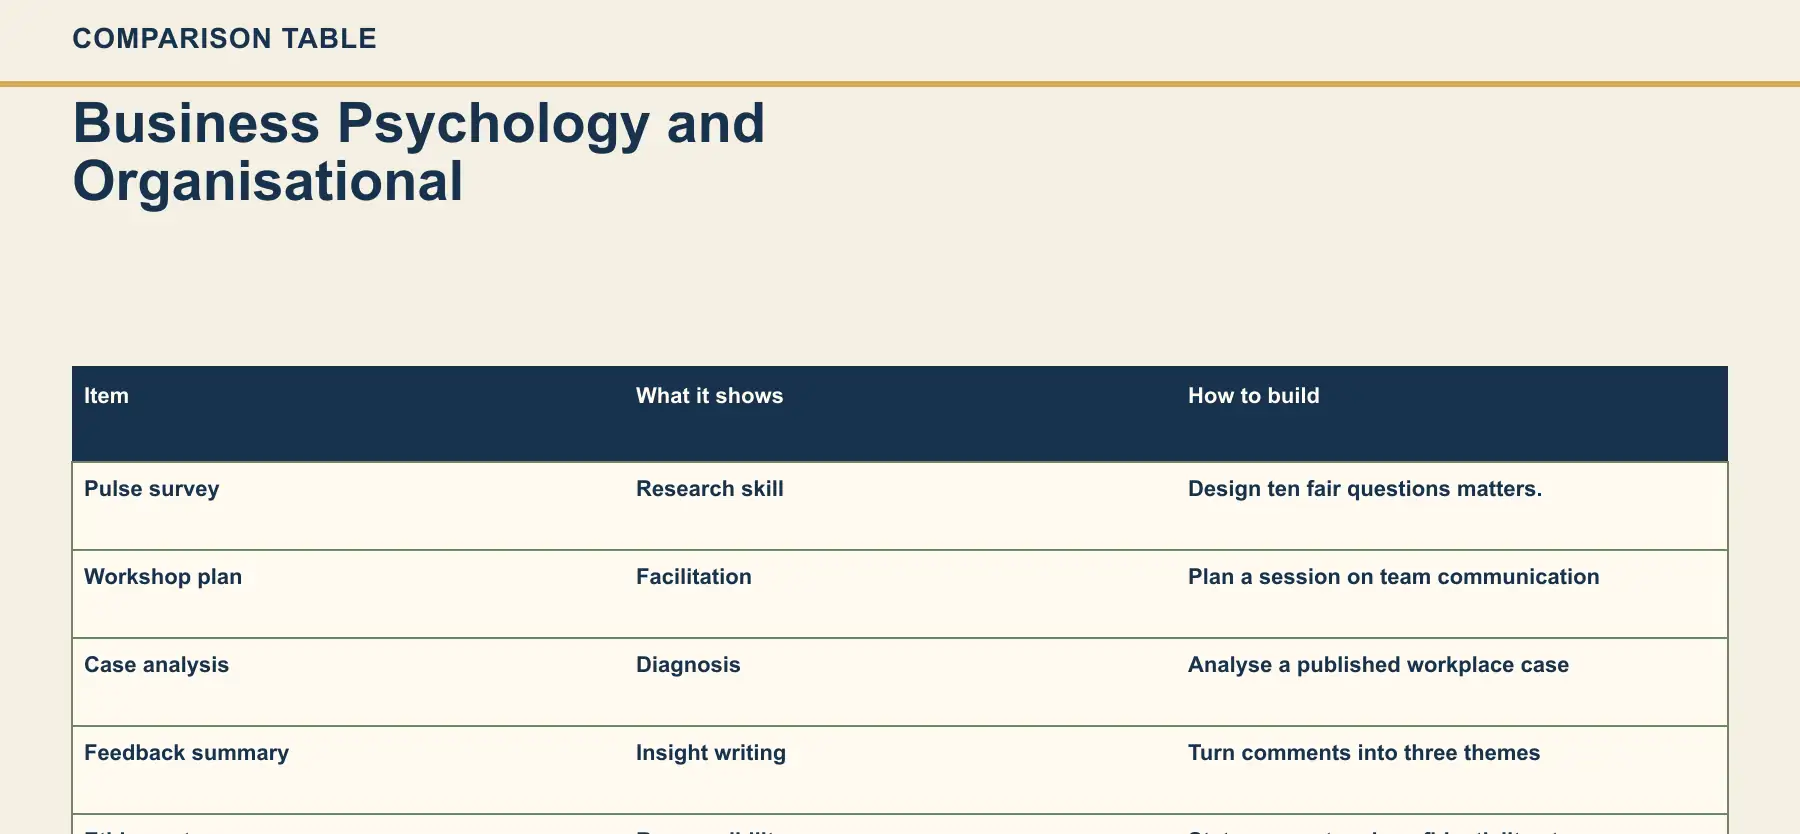 COMPARISON TABLE
Business Psychology and
Organisational
Item What it shows How to build
Pulse survey Research skill Design ten fair questions matters.
Workshop plan Facilitation Plan a session on team communication
Case analysis Diagnosis Analyse a published workplace case
Feedback summary Insight writing Turn comments into three themes